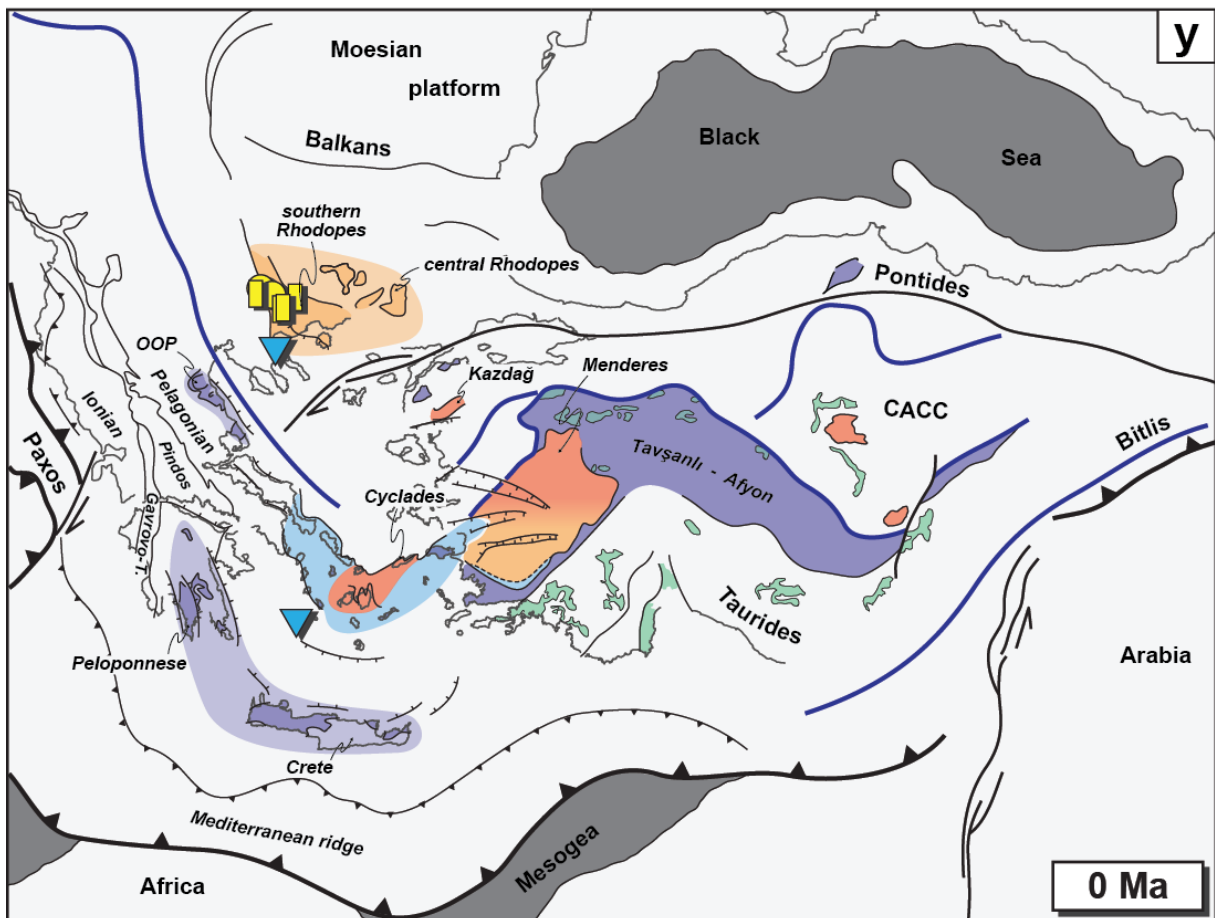 y
Moesian
platform
Balkans
Black
Sea
southern
Rhodopes
central Rhodopes
Pontides
OOP
Pelagonian
Ionian
Pindos
Paxos
Gavrovo-T.
Kazdağ
Menderes
CACC
Bitlis
Tavşanlı - Afyon
Cyclades
Taurides
Peloponnese
Arabia
Crete
Mediterranean ridge
Mesogea
Africa
0 Ma